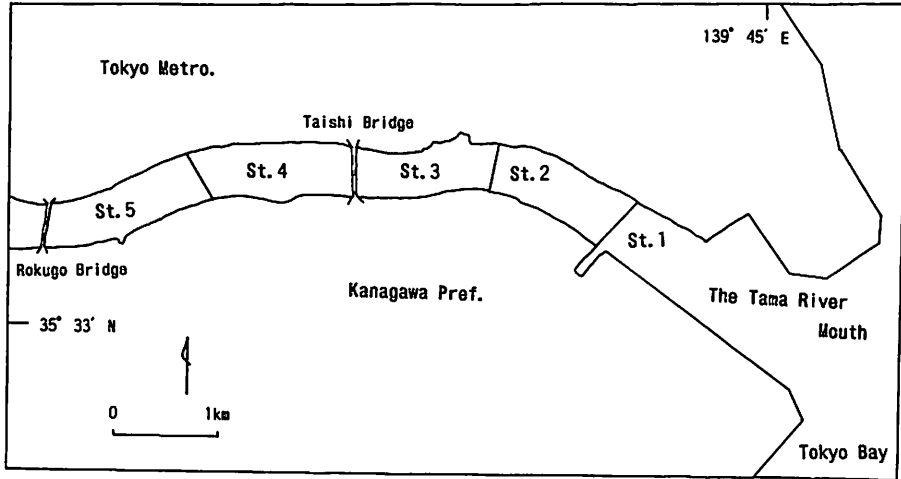 139° 45′ E
Tokyo Metro.
Taishi Bridge
St.5
St.4
St.3
St.2
St.1
Rokugo Bridge
Kanagawa Pref.
The Tama River
Mouth
35° 33′ N
0 1km
Tokyo Bay